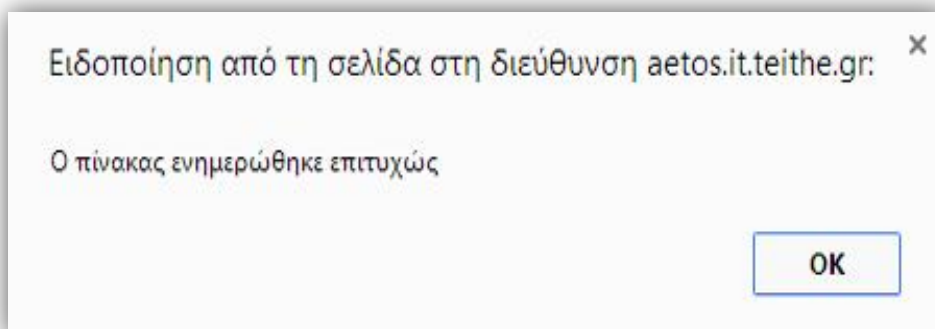 Ειδοποίηση από τη σελίδα στη διεύθυνση aetos.it.teithe.gr:
Ο πίνακας ενημερώθηκε επιτυχώς
OK